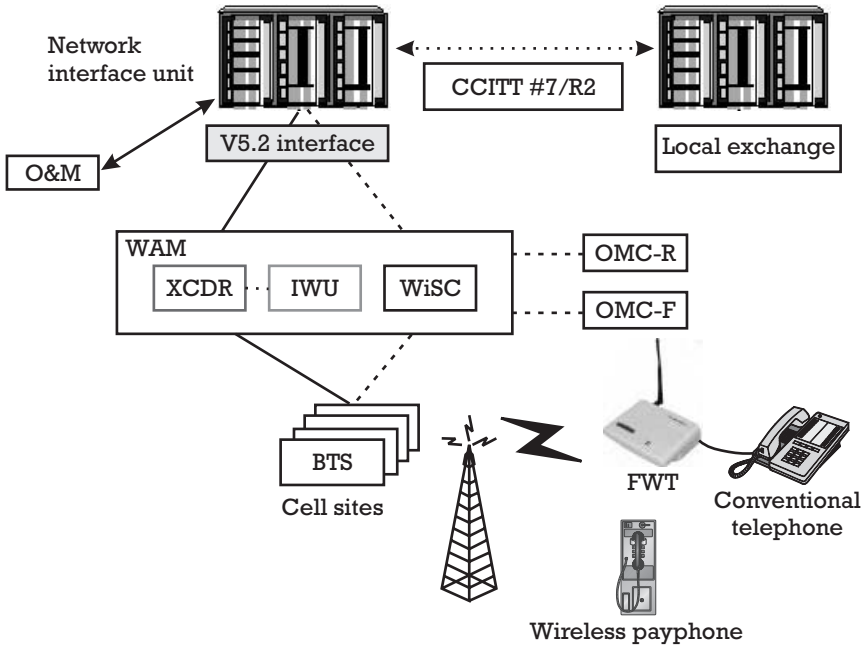 Network
interface unit
CCITT #7/R2
V5.2 interface
Local exchange
O&M
WAM
XCDR
IWU
WiSC
OMC-R
OMC-F
BTS
Cell sites
FWT
Conventional
telephone
Wireless payphone